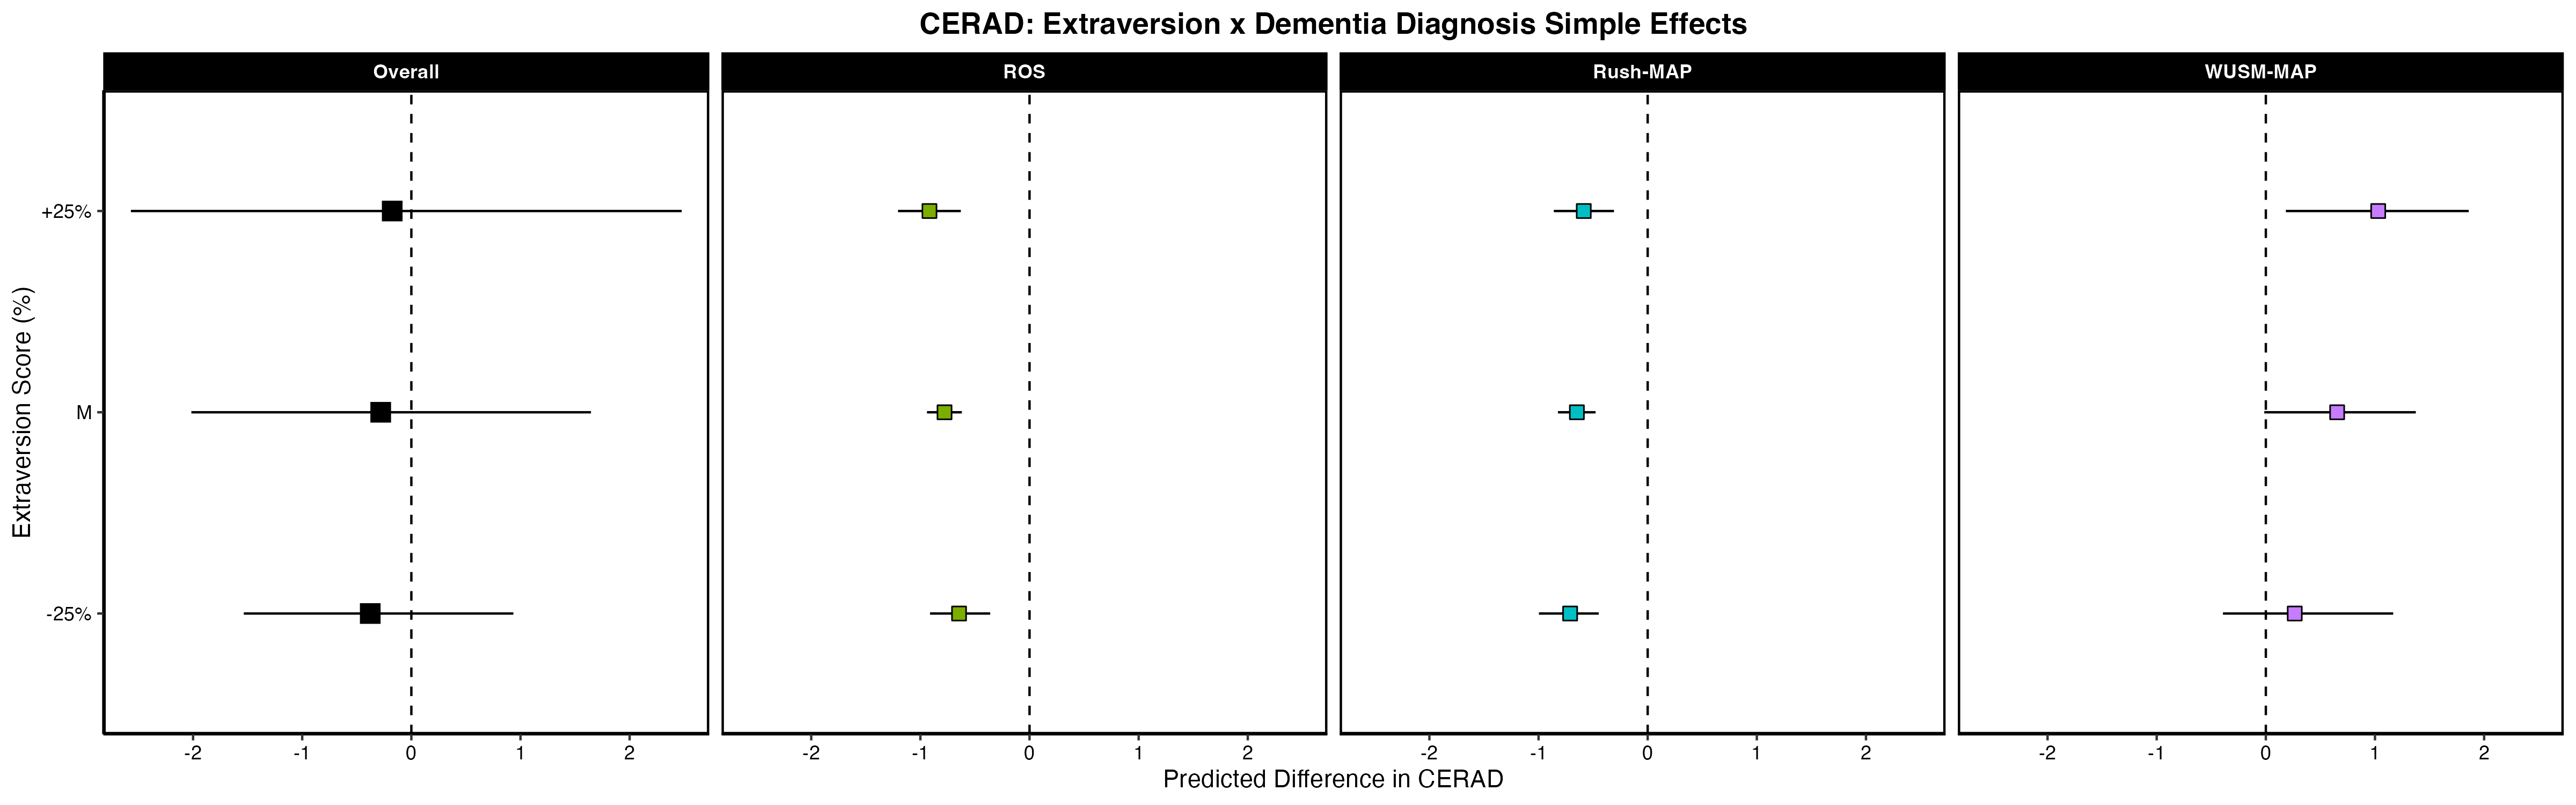 CERAD: Extraversion x Dementia Diagnosis Simple Effects
Overall
ROS
Rush-MAP
WUSM-MAP
Extraversion Score (%)
+25%
M
-25%
-2 -1 0 1 2
-2 -1 0 1 2
-2 -1 0 1 2
-2 -1 0 1 2
Predicted Difference in CERAD